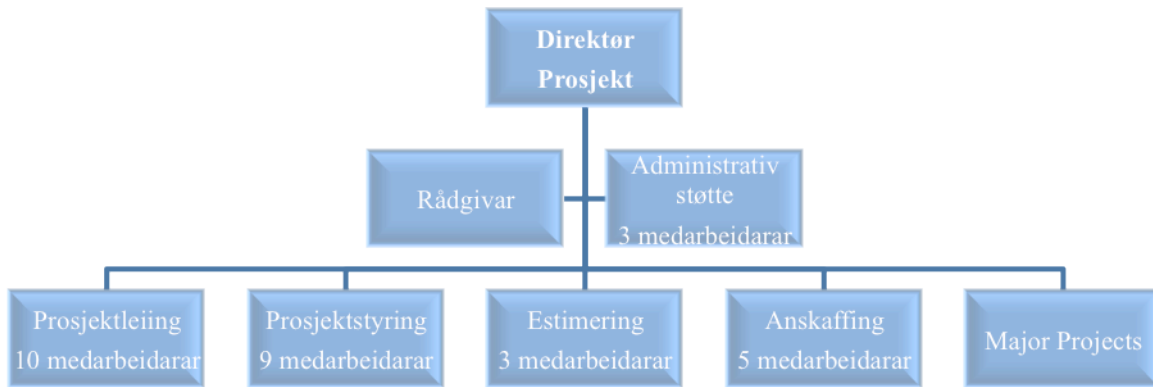 Direktør
Prosjekt
Rådgivar
Administrativ
støtte
3 medarbeidarar
Prosjektleiing
10 medarbeidarar
Prosjektstyring
9 medarbeidarar
Estimering
3 medarbeidarar
Anskaffing
5 medarbeidarar
Major Projects